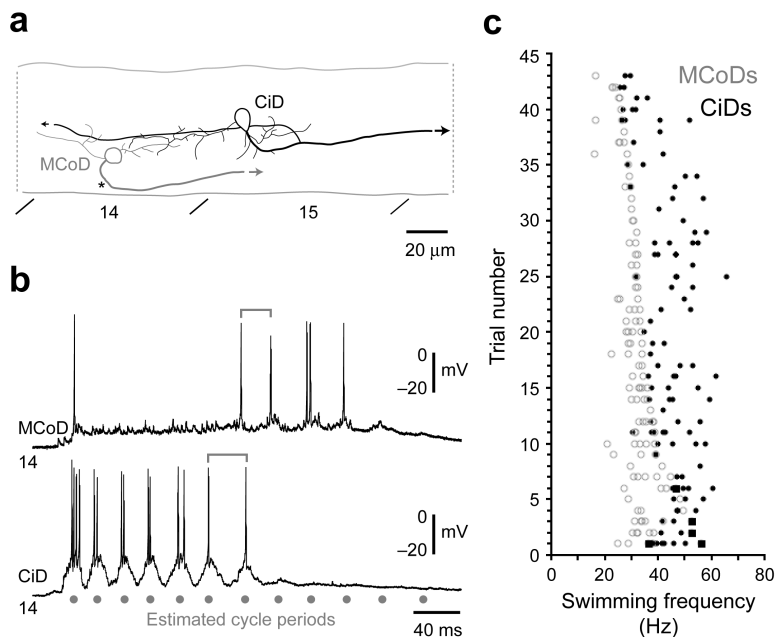 a
CiD
MCoD
*
14
15
20 µm
b
0
–20
mV
MCoD
14
0
–20
mV
CiD
14
Estimated cycle periods
40 ms
c
MCoDs
CiDs
Trial number
45
40
35
30
25
20
15
10
5
0
0
20
40
60
80
Swimming frequency
(Hz)